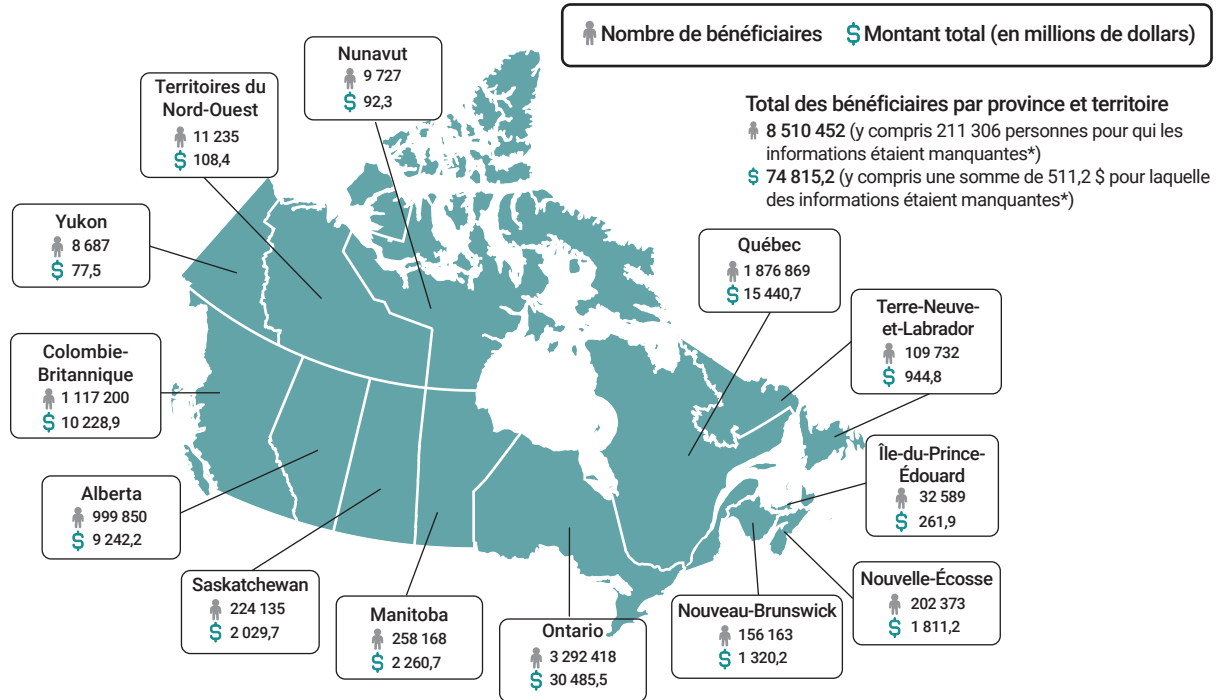 Nombre de bénéficiaires $ Montant total (en millions de dollars)
Total des bénéficiaires par province et territoire
8 510 452 (y compris 211 306 personnes pour qui les
informations étaient manquantes*)
$ 74 815,2 (y compris une somme de 511,2 $ pour laquelle
des informations étaient manquantes*)
Nunavut
9 727
$ 92,3
Territoires du
Nord-Ouest
11 235
$ 108,4
Yukon
8 687
$ 77,5
Québec
1 876 869
$ 15 440,7
Terre-Neuve-
et-Labrador
109 732
$ 944,8
Colombie-
Britannique
1 117 200
$ 10 228,9
Île-du-Prince-
Édouard
32 589
$ 261,9
Alberta
999 850
$ 9 242,2
Saskatchewan
224 135
$ 2 029,7
Manitoba
258 168
$ 2 260,7
Ontario
3 292 418
$ 30 485,5
Nouveau-Brunswick
156 163
$ 1 320,2
Nouvelle-Écosse
202 373
$ 1 811,2